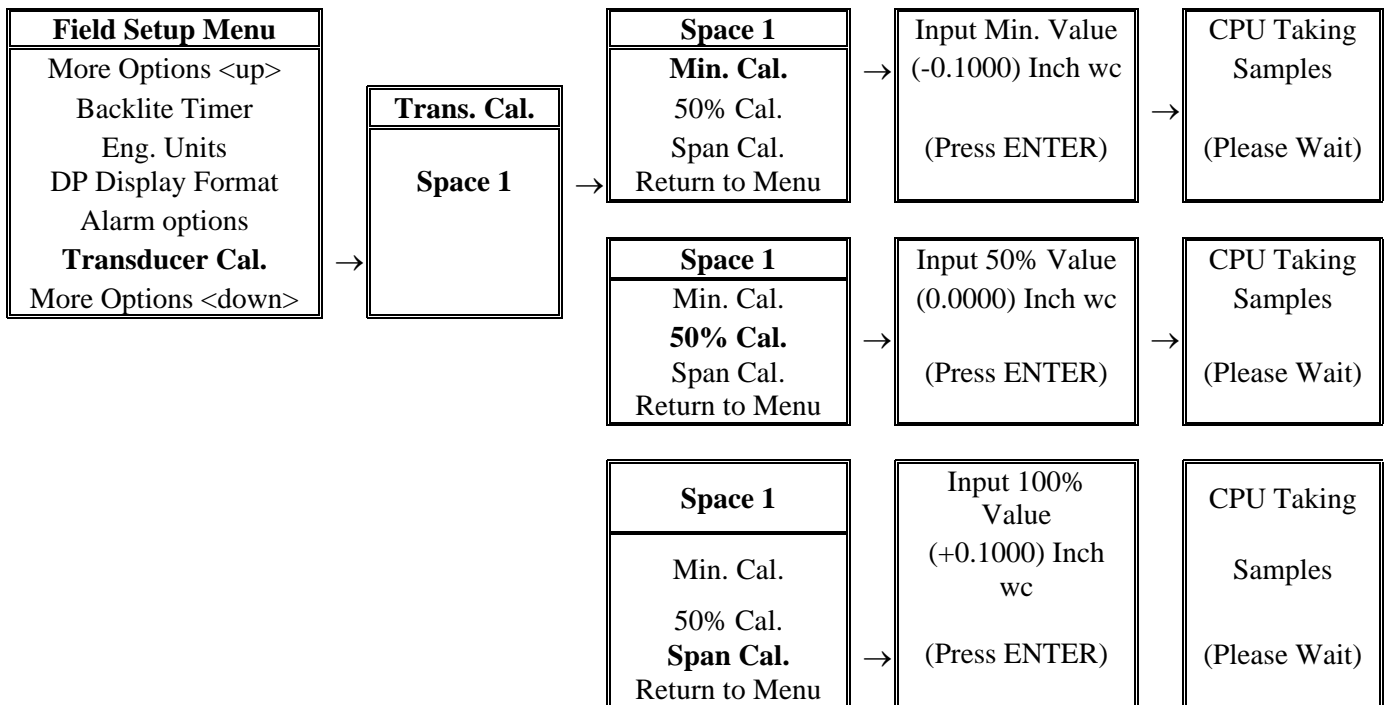 Field Setup Menu
More Options <up>
Backlite Timer
Eng. Units
DP Display Format
Alarm options
Transducer Cal.
→
More Options <down>
Trans. Cal.
Space 1
→
Space 1
Min. Cal.
→
50% Cal.
Span Cal.
Return to Menu
Input Min. Value
(-0.1000) Inch wc
(Press ENTER)
→
CPU Taking
Samples
(Please Wait)
Space 1
Min. Cal.
50% Cal.
→
Span Cal.
Return to Menu
Input 50% Value
(0.0000) Inch wc
(Press ENTER)
→
CPU Taking
Samples
(Please Wait)
Space 1
Min. Cal.
50% Cal.
Span Cal.
→
Return to Menu
Input 100%
Value
(+0.1000) Inch
wc
(Press ENTER)
CPU Taking
Samples
(Please Wait)